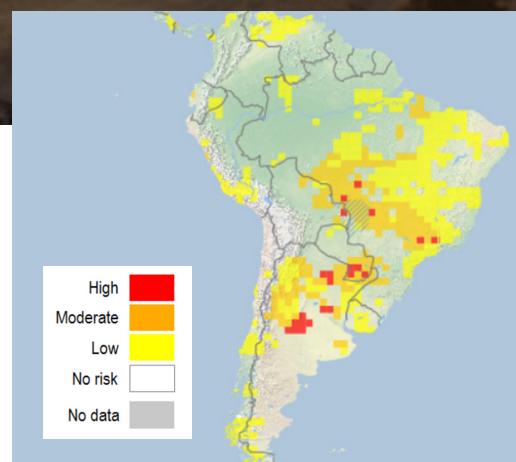 High
Moderate
Low
No risk
No data